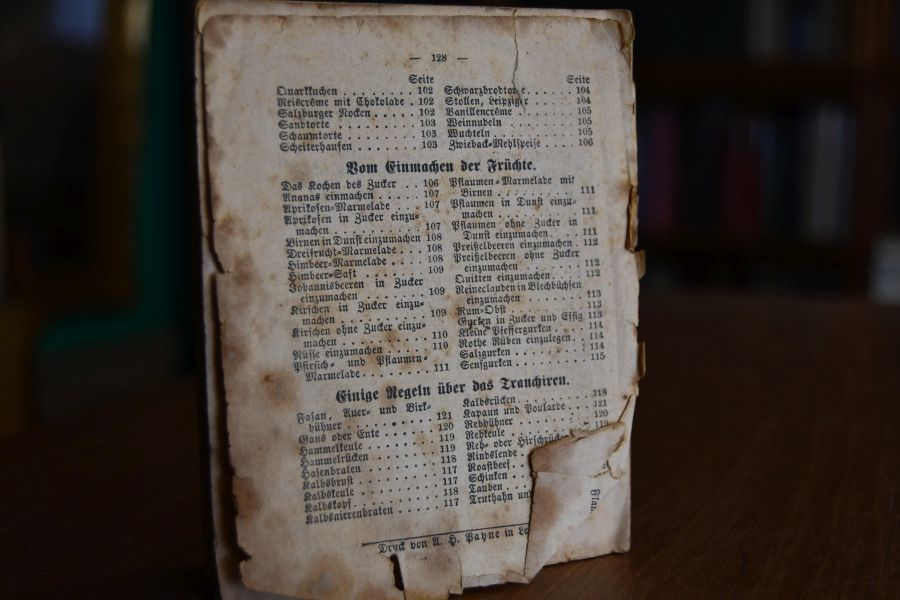 — 128 —
Seite
Quarkkuchen . . . . . . . 102
Reiscrême mit Chokolade . 102
Salzburger Nocken . . . . 102
Sandtorte . . . . . . . . 103
Schaumtorte . . . . . . . 103
Scheiterhaufen . . . . . . 103
Seite
Schwarzbrodtorte . . . . . 104
Stollen, Leipziger . . . . 104
Vanillencrême . . . . . . 105
Weinnudeln . . . . . . . 105
Wuchteln . . . . . . . . 105
Zwieback-Mehlspeise . . . 106
Vom Einmachen der Früchte.
Das Kochen des Zucker . . 106
Ananas einmachen . . . . 107
Aprikosen-Marmelade . . . 107
Aprikosen in Zucker einzu-
machen . . . . . . . . 107
Birnen in Dunst einzumachen 108
Dreifrucht-Marmelade . . . 108
Himbeer-Marmelade . . . . 108
Himbeer-Saft . . . . . . 109
Johannisbeeren in Zucker
einzumachen . . . . . . 109
Kirschen in Zucker einzu-
machen . . . . . . . . 109
Kirschen ohne Zucker einzu-
machen . . . . . . . . 110
Nüsse einzumachen . . . . 110
Pfirsich- und Pflaumen-
Marmelade . . . . . . . 111
Pflaumen-Marmelade mit
Birnen . . . . . . . . 111
Pflaumen in Dunst einzu-
machen . . . . . . . . 111
Pflaumen ohne Zucker in
Dunst einzumachen . . . 111
Preißelbeeren einzumachen . 112
Preißelbeeren ohne Zucker
einzumachen . . . . . . 112
Quitten einzumachen . . . 112
Reineclauden in Blechbüchsen
einzumachen . . . . . . 113
Rum-Obst . . . . . . . . 113
Gurken in Zucker und Essig 113
Kleine Pfeffergurken . . . 114
Rothe Rüben einzulegen . . 114
Salzgurken . . . . . . . 114
Senfgurken . . . . . . . 115
Einige Regeln über das Tranchiren.
Fasan, Auer- und Birk-
hühner . . . . . . . . 121
Gans oder Ente . . . . . 120
Hammelkeule . . . . . . . 119
Hammelrücken . . . . . . 119
Hasenbraten . . . . . . . 118
Kalbsbrust . . . . . . . 117
Kalbskeule . . . . . . . 117
Kalbskopf . . . . . . . . 118
Kalbsnierenbraten . . . . 117
Kalbsrücken . . . . . . . 118
Kapaun und Poularde . . . 121
Rebhühner . . . . . . . . 120
Rehkeule . . . . . . . . 119
Reh- oder Hirschrück
Rindslende . . . .
Roastbeef . . . .
Schinken . . . .
Tauben . . . .
Truthahn un
Druck von A. H. Payne in Le